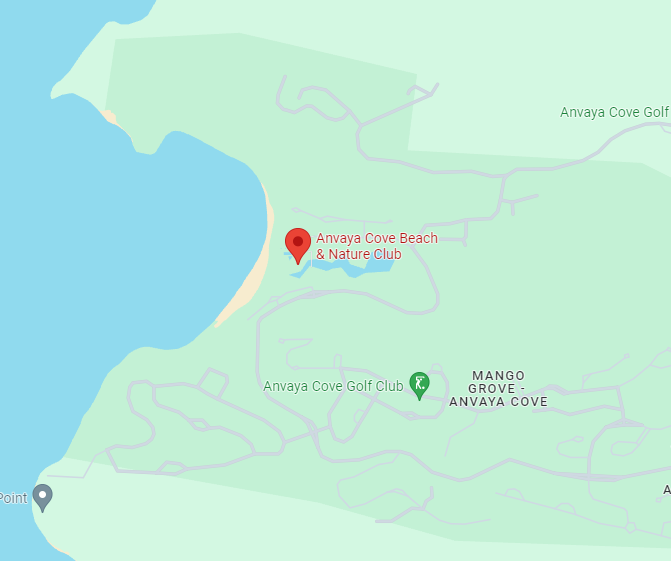 Anvaya Cove Golf
Anvaya Cove Beach
& Nature Club
Anvaya Cove Golf Club
MANGO
GROVE -
ANVAYA COVE
A
Point